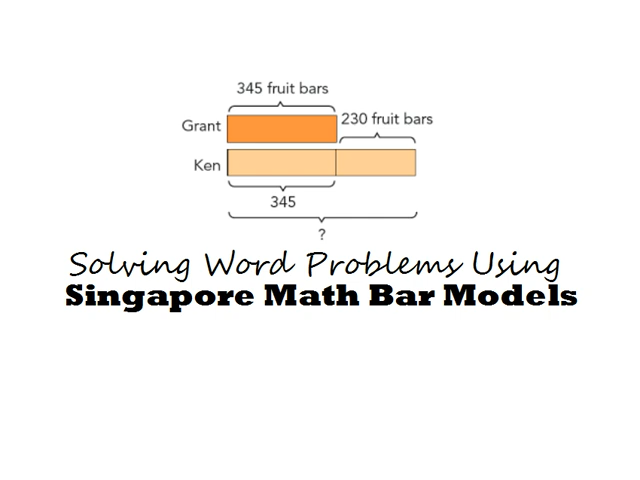 345 fruit bars
230 fruit bars
Grant
Ken
345
?
Solving Word Problems Using
Singapore Math Bar Models